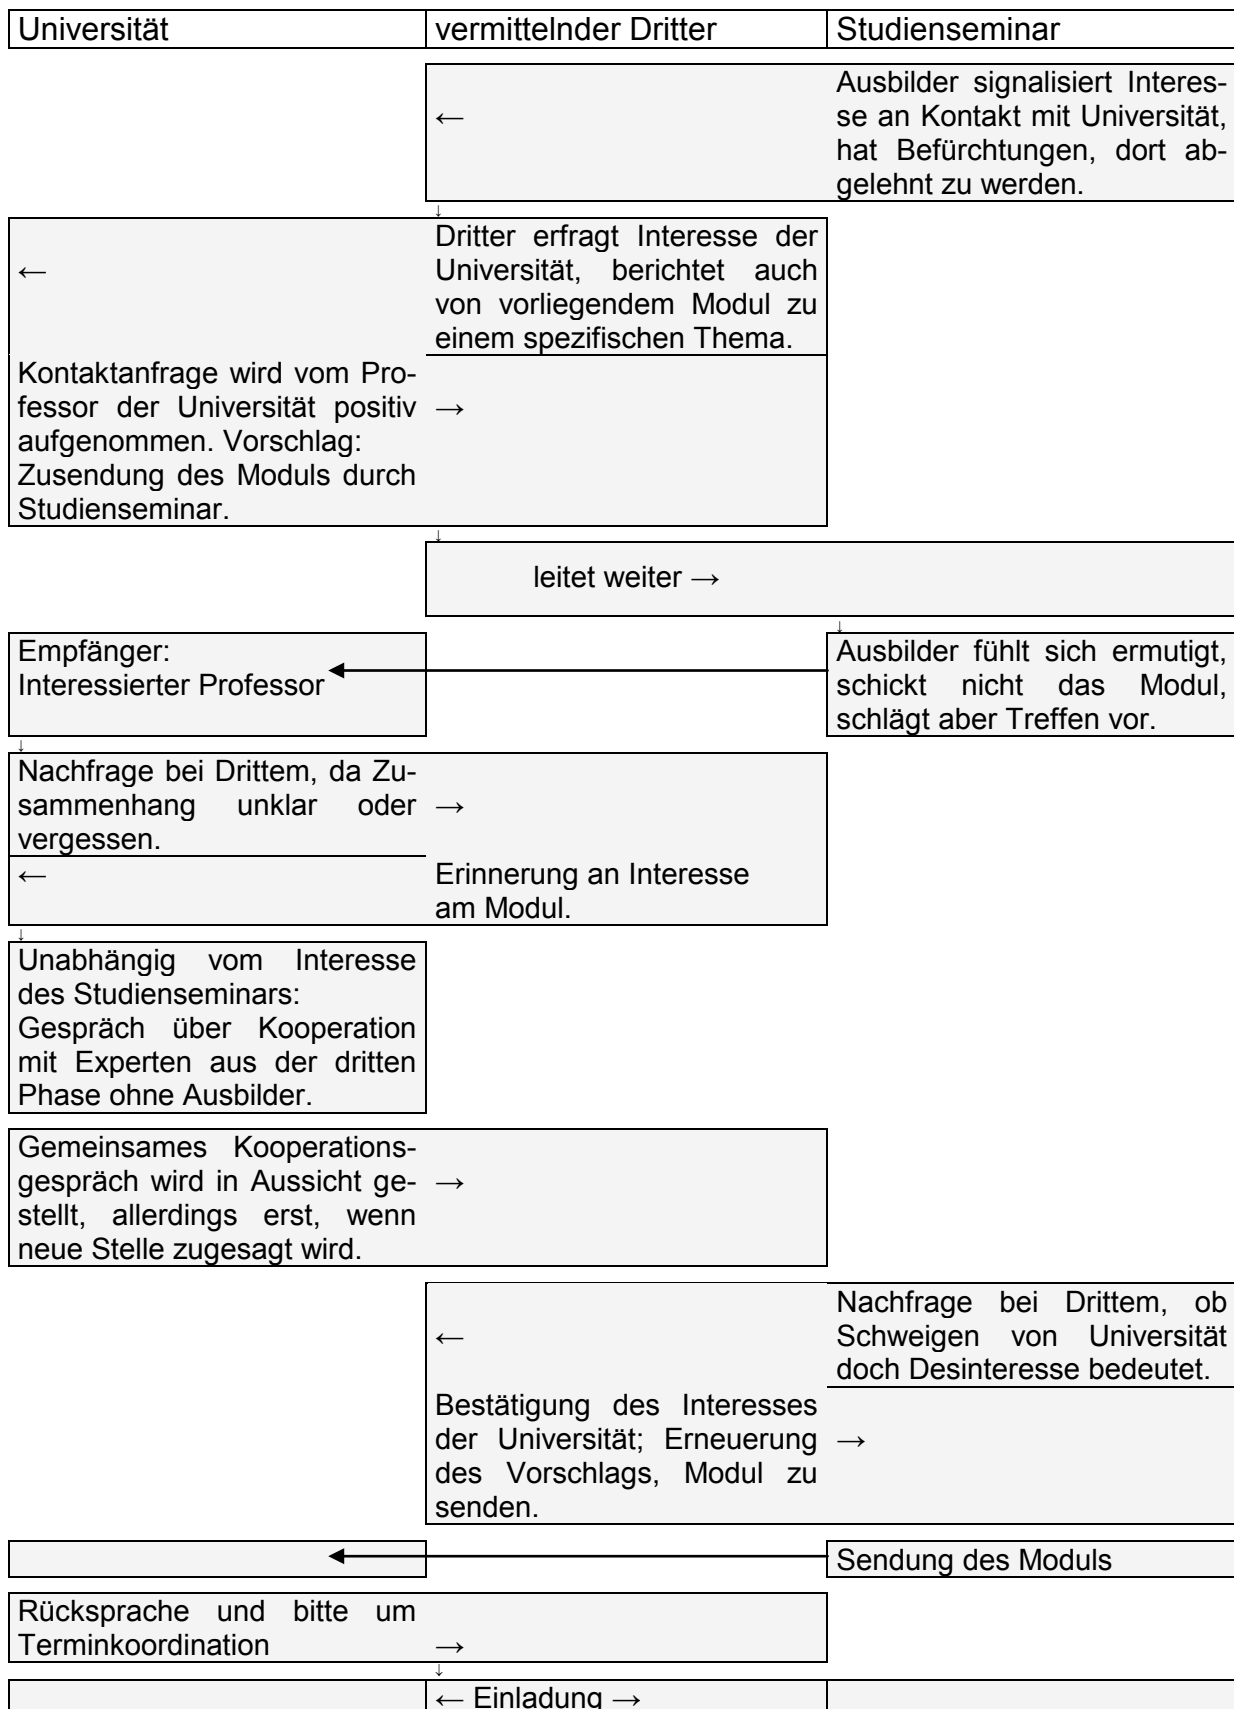 Universität vermittelnder Dritter Studienseminar
Ausbilder signalisiert Interes-
←
se an Kontakt mit Universität,
hat Befürchtungen, dort ab-
gelehnt zu werden.
↓
Dritter erfragt Interesse der
← Universität, berichtet auch
von vorliegendem Modul zu
einem spezifischen Thema.
Kontaktanfrage wird vom Pro-
fessor der Universität positiv →
aufgenommen. Vorschlag:
Zusendung des Moduls durch
Studienseminar.
↓
leitet weiter →
↓
Empfänger:
Interessierter Professor
Ausbilder fühlt sich ermutigt,
schickt nicht das Modul,
schlägt aber Treffen vor.
↓
Nachfrage bei Drittem, da Zu-
sammenhang unklar oder →
vergessen.
← Erinnerung an Interesse
am Modul.
↓
Unabhängig vom Interesse
des Studienseminars:
Gespräch über Kooperation
mit Experten aus der dritten
Phase ohne Ausbilder.
Gemeinsames Kooperations-
gespräch wird in Aussicht ge- →
stellt, allerdings erst, wenn
neue Stelle zugesagt wird.
Nachfrage bei Drittem, ob
← Schweigen von Universität
doch Desinteresse bedeutet.
Bestätigung des Interesses
der Universität; Erneuerung →
des Vorschlags, Modul zu
senden.
Sendung des Moduls
Rücksprache und bitte um
Terminkoordination →
↓
← Einladung →